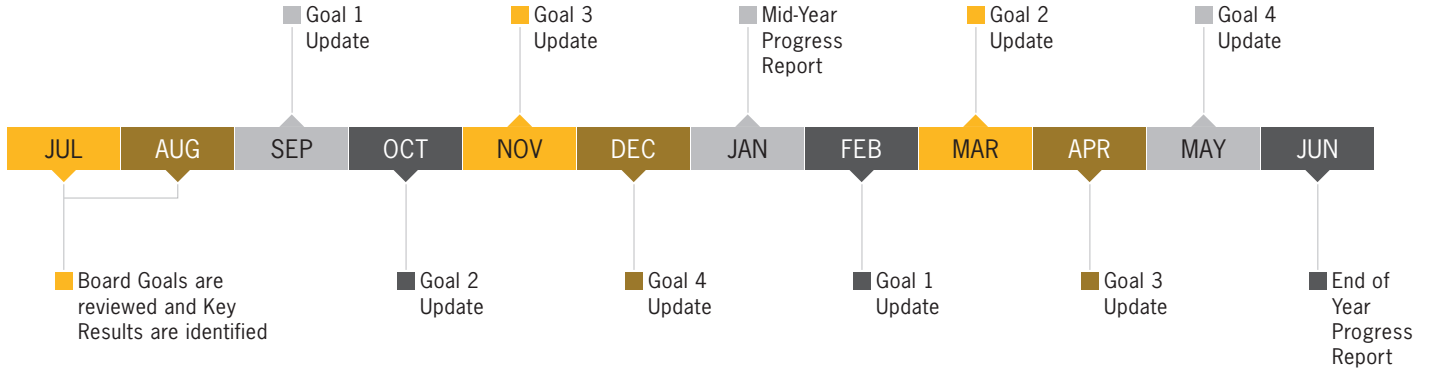 Goal 1
Update
Goal 3
Update
Mid-Year
Progress
Report
Goal 2
Update
Goal 4
Update
JUL
AUG
SEP
OCT
NOV
DEC
JAN
FEB
MAR
APR
MAY
JUN
Board Goals are
reviewed and Key
Results are identified
Goal 2
Update
Goal 4
Update
Goal 1
Update
Goal 3
Update
End of
Year
Progress
Report